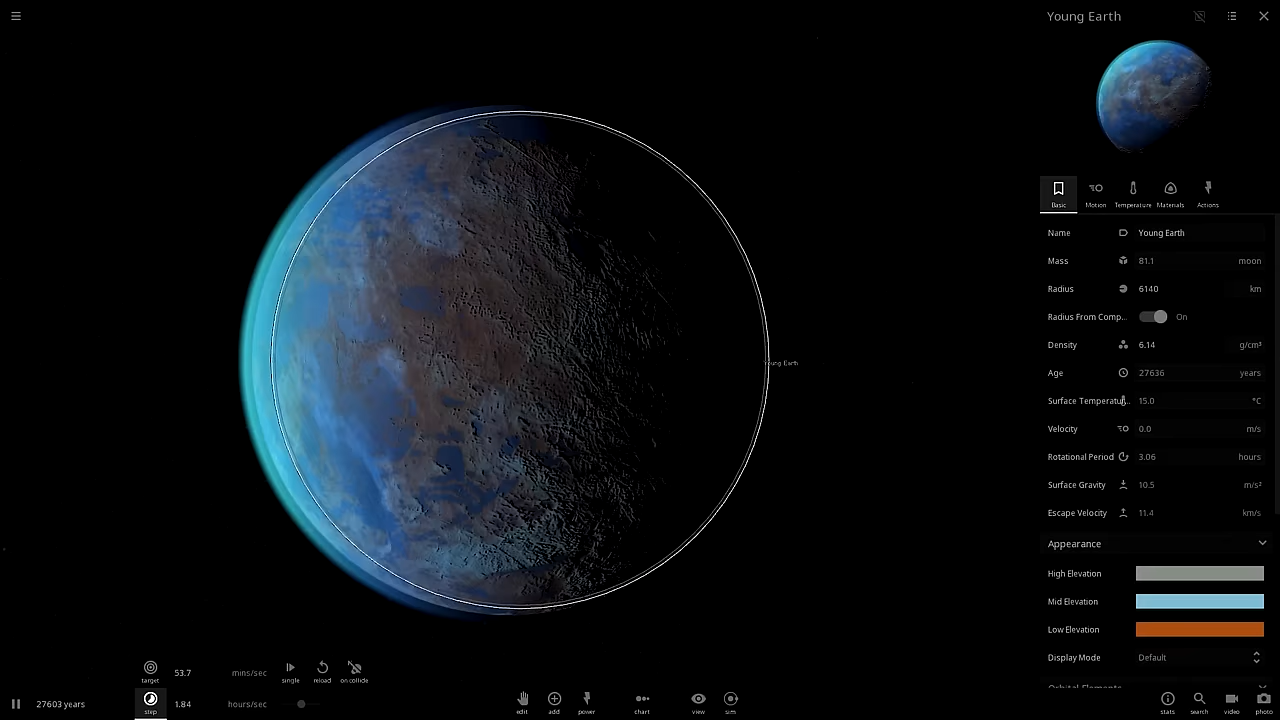 Young Earth
Basic Motion Temperature Materials Actions
Name Young Earth
Mass 81.1 moon
Radius 6140 km
Radius From Comp... On
Density 6.14 g/cm³
Age 27636 years
Surface Temperatu... 15.0 °C
Velocity 0.0 m/s
Rotational Period 3.06 hours
Surface Gravity 10.5 m/s²
Escape Velocity 11.4 km/s
Appearance
High Elevation
Mid Elevation
Low Elevation
Display Mode Default
Orbital Elements
Young Earth
target 53.7 mins/sec single reload on collide
27603 years step 1.84 hours/sec
edit add power chart view sim
stats search video photo